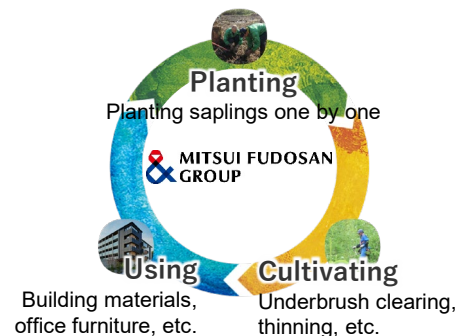 Planting
Planting saplings one by one
& MITSUI FUDOSAN
GROUP
Using
Building materials,
office furniture, etc.
Cultivating
Underbrush clearing,
thinning, etc.